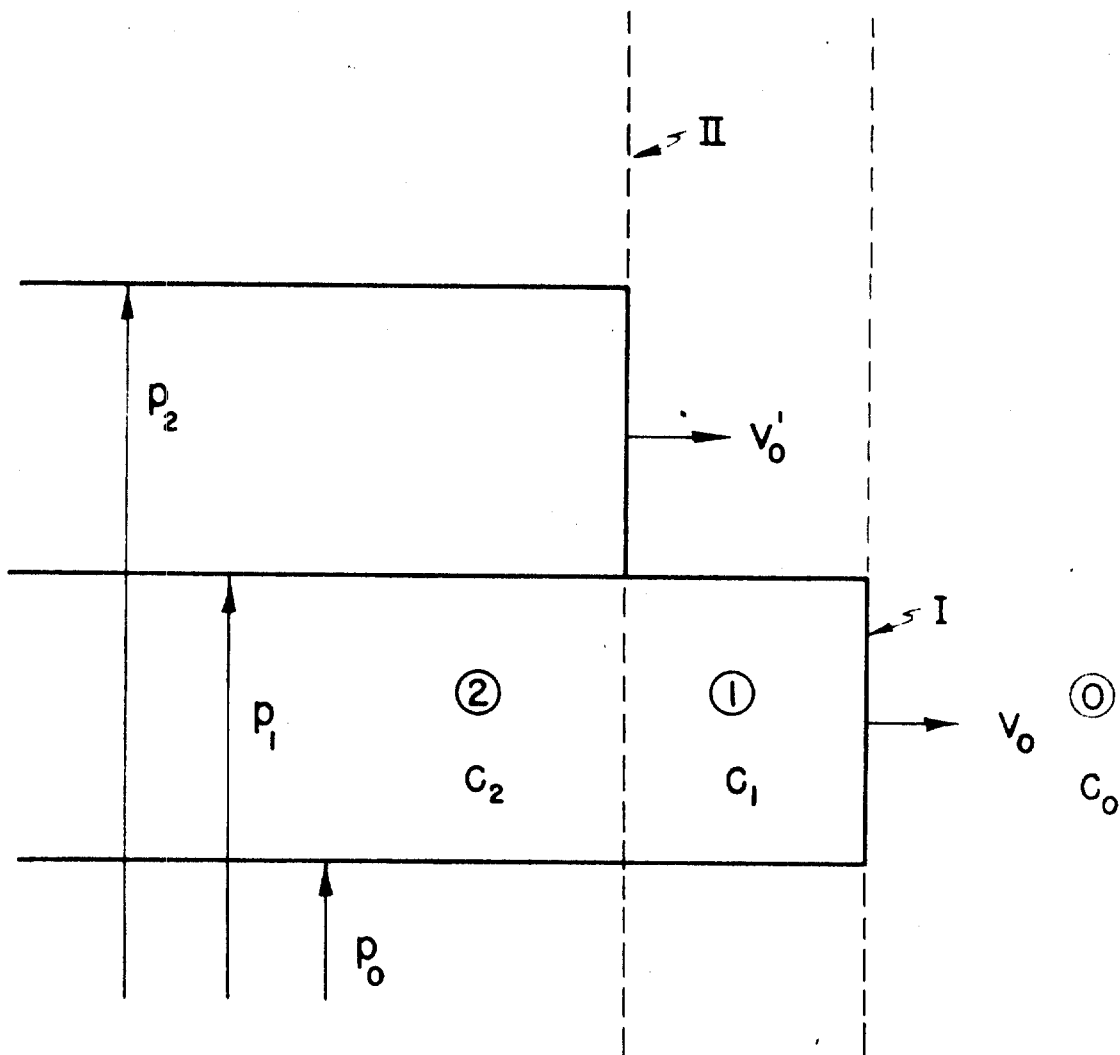 II
p₂
v₀'
I
② ① ⓪
p₁
v₀
c₂ c₁ c₀
p₀